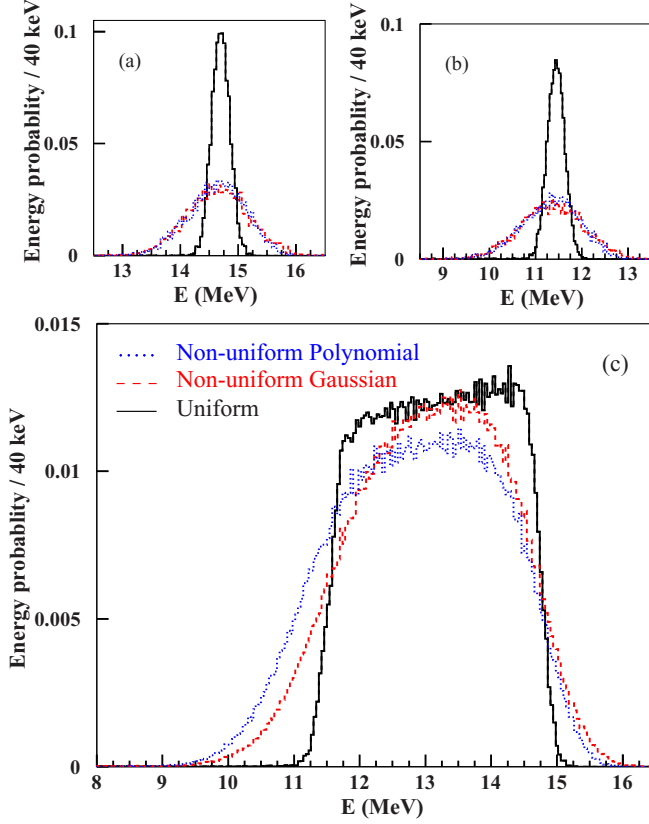 0.1
(a)
0.05
0
13 14 15 16
E (MeV)
Energy probablity / 40 keV
0.1
(b)
0.05
0
9 10 11 12 13
E (MeV)
Energy probablity / 40 keV
0.015
Non-uniform Polynomial
(c)
Non-uniform Gaussian
Uniform
0.01
0.005
0
8 9 10 11 12 13 14 15 16
E (MeV)
Energy probablity / 40 keV